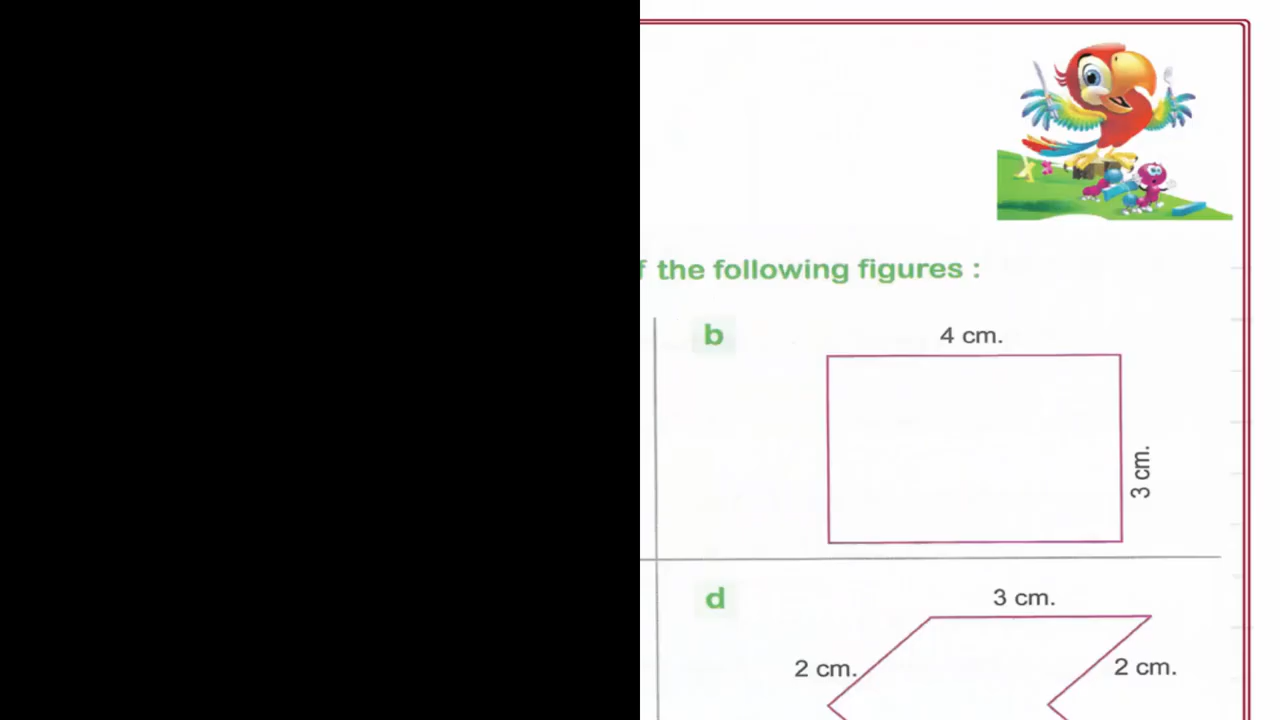 the following figures :
b
4 cm.
3 cm.
d
3 cm.
2 cm.
2 cm.